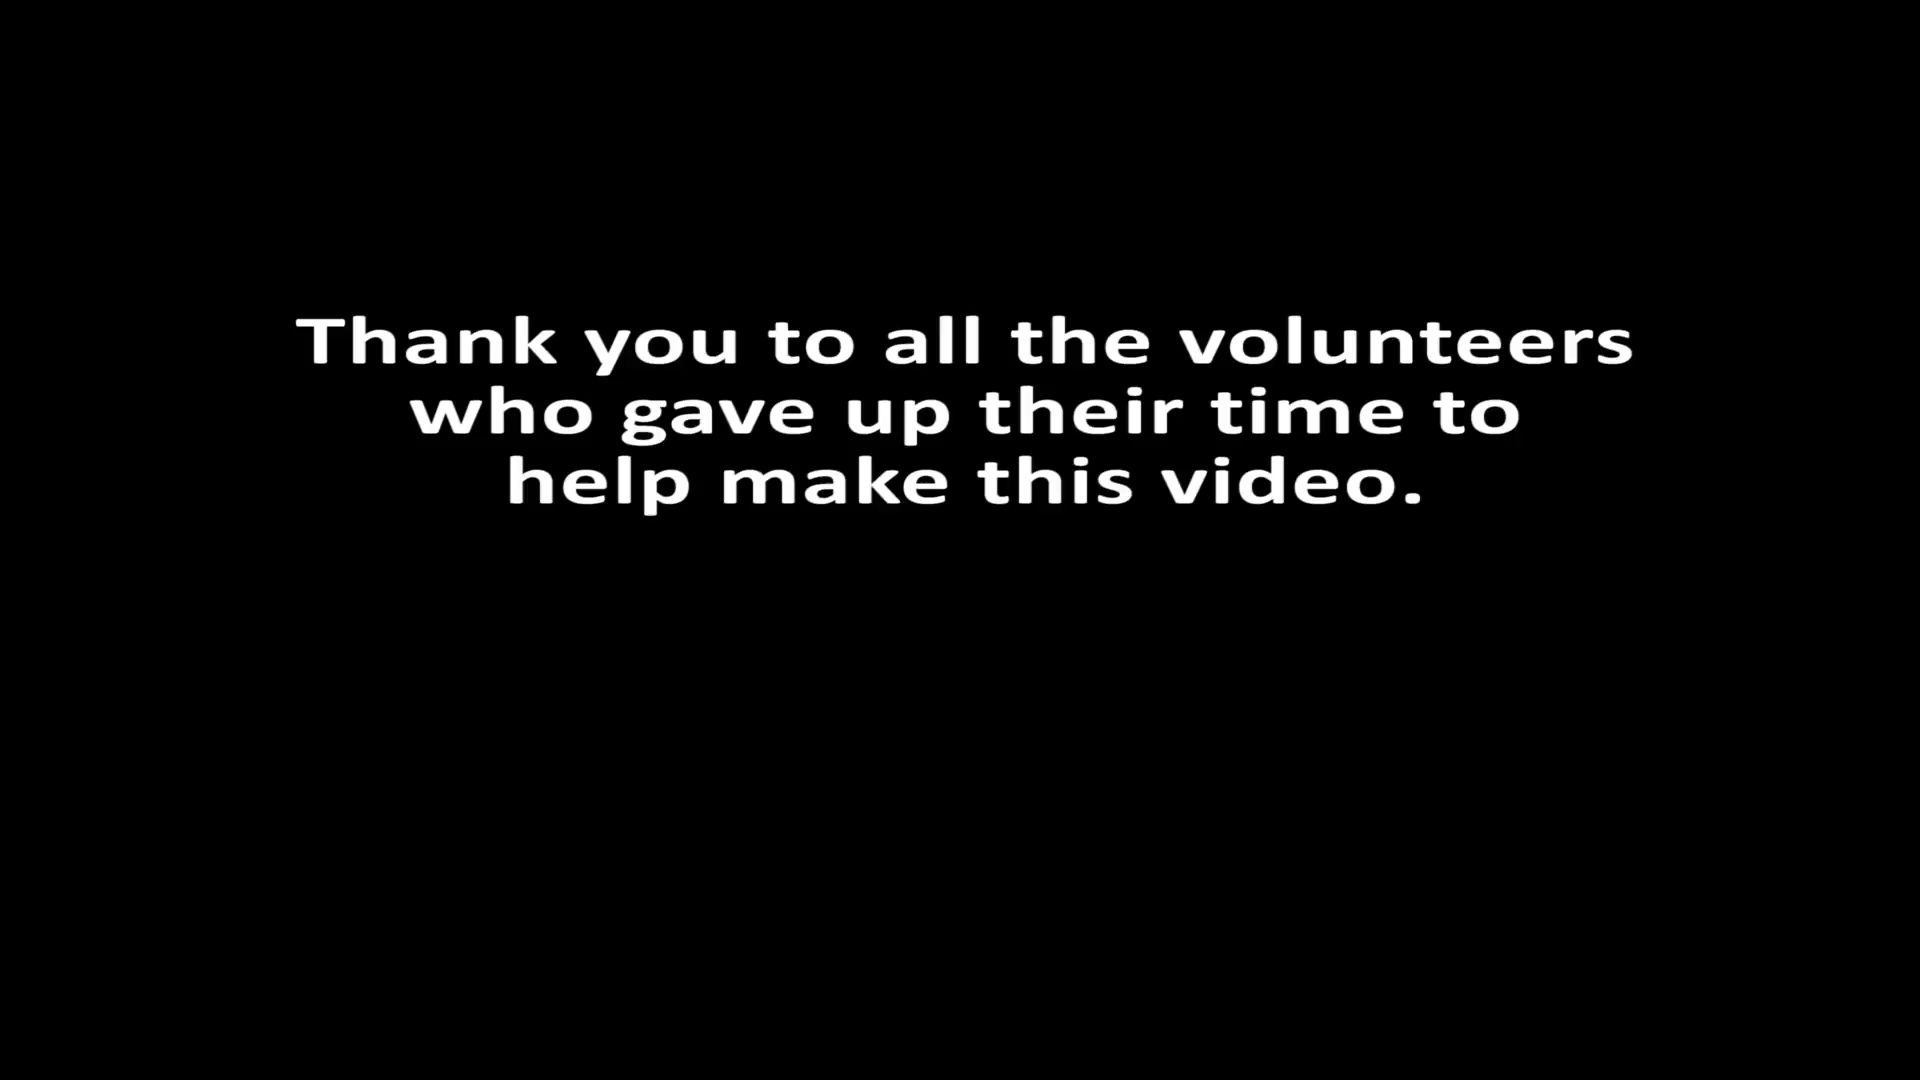 Thank you to all the volunteers
who gave up their time to
help make this video.